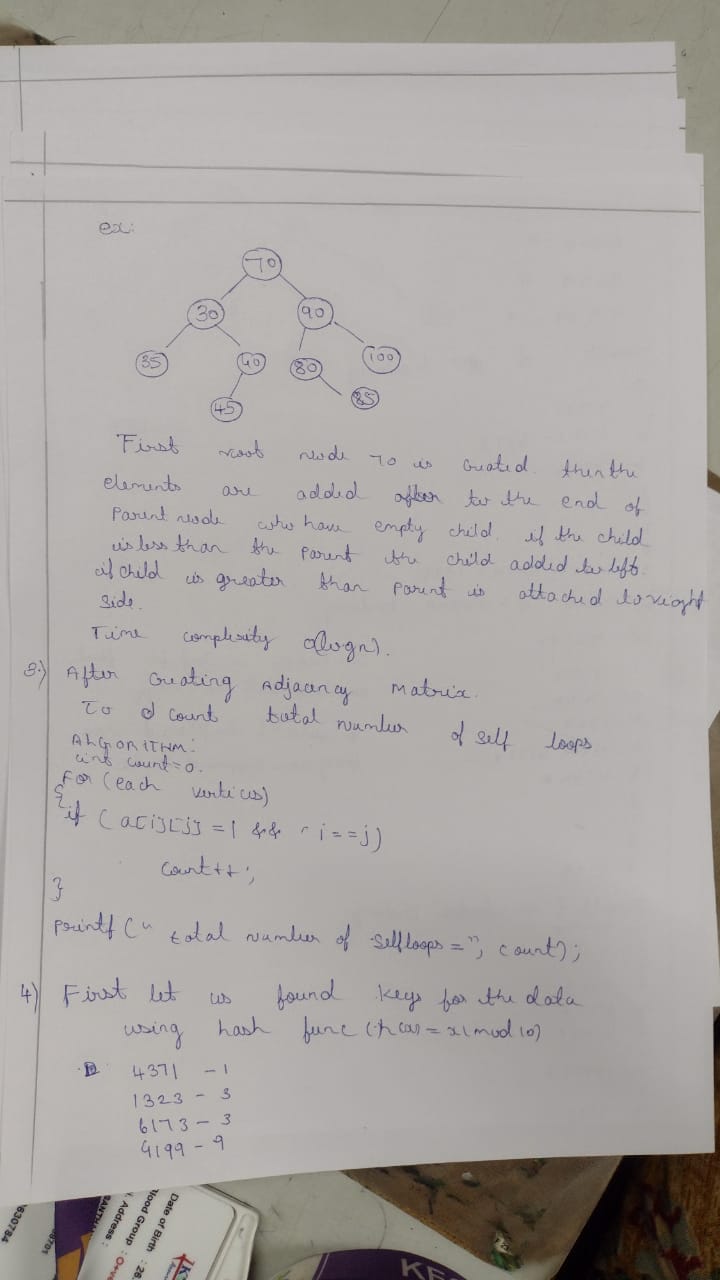 ex:
70
30 90
35 40 80 100
45 85
First root node 70 is created. then the
elements are added to the end of
Parent node who have empty child. if the child
is less than the parent the child added to left.
if child is greater than parent is attached to right
side.
Time complexity O(logn).
3.) After creating Adjacency Matrix.
To count total number of self loops
ALGORITHM:
int count=0.
For (each vertices)
{
if (a[i][j] =1 && i==j)
count++;
}
printf(" total number of selfloops =", count);
4) First let us found keys for the data
using hash func (h(x) = x(mod 10)
4371 - 1
1323 - 3
6173 - 3
4199 - 9
Date of Birth : 26
Blood Group : O+ve
Address :
630784
98701
KE